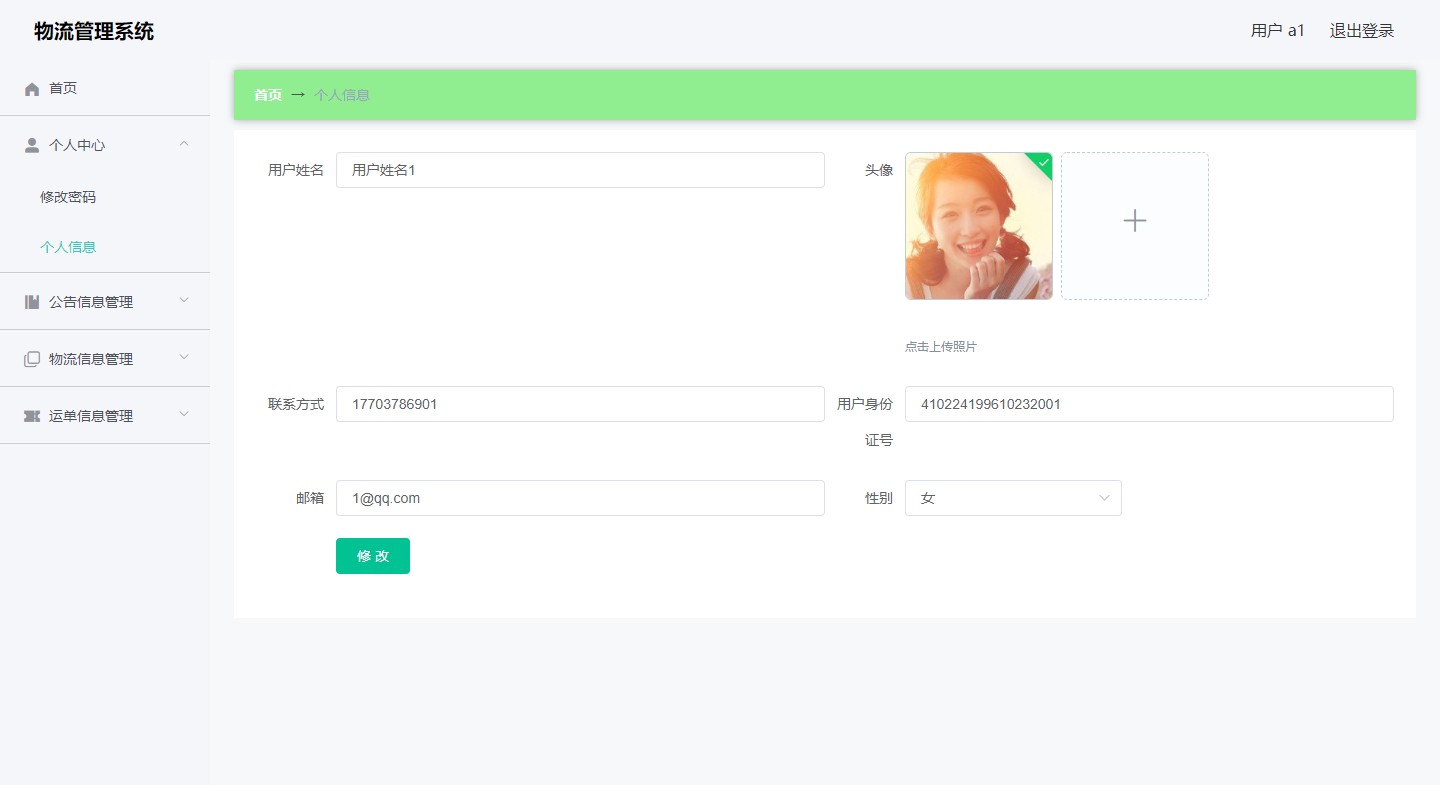 物流管理系统
用户 a1
退出登录
首页
个人中心
修改密码
个人信息
公告信息管理
物流信息管理
运单信息管理
首页 → 个人信息
用户姓名
用户姓名1
头像
点击上传照片
联系方式
17703786901
用户身份
证号
410224199610232001
邮箱
1@qq.com
性别
女
修 改